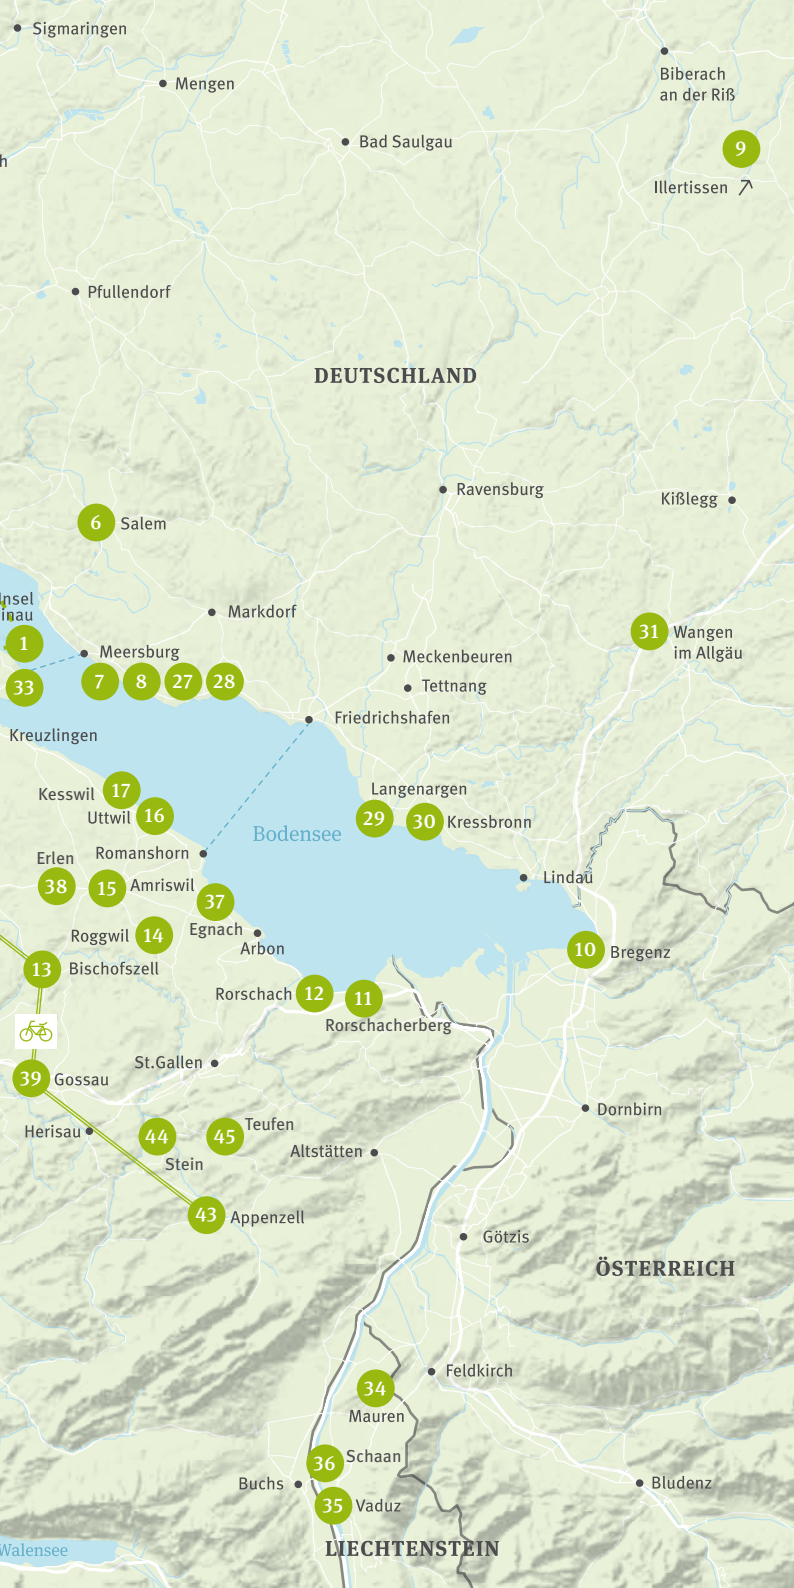 Sigmaringen
Mengen
Biberach
an der Riß
Bad Saulgau
9
h
Illertissen
Pfullendorf
DEUTSCHLAND
Ravensburg
Kißlegg
6
Salem
Insel
inau
Markdorf
1
31
Wangen
im Allgäu
Meersburg
Meckenbeuren
33
7
8
27
28
Tettnang
Friedrichshafen
Kreuzlingen
Kesswil
17
Langenargen
Uttwil
16
29
30
Kressbronn
Bodensee
Romanshorn
Erlen
38
15
Amriswil
Lindau
37
Egnach
Roggwil
14
Arbon
10
Bregenz
13
Bischofszell
Rorschach
12
11
Rorschacherberg
St.Gallen
39
Gossau
Dornbirn
Herisau
44
Stein
45
Teufen
Altstätten
43
Appenzell
Götzis
ÖSTERREICH
Feldkirch
34
Mauren
36
Schaan
Buchs
Bludenz
35
Vaduz
Walensee
LIECHTENSTEIN